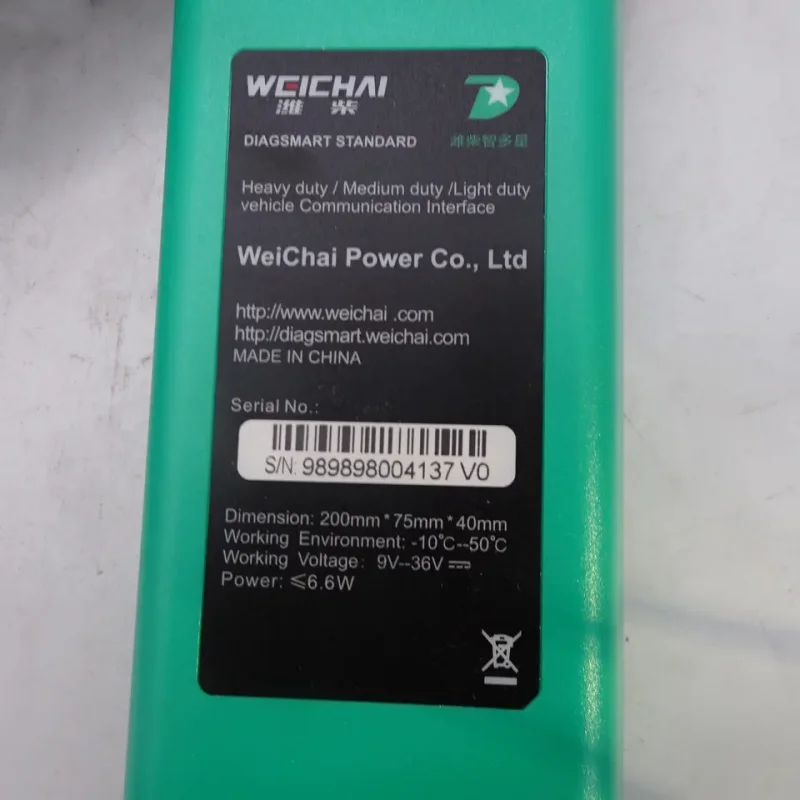 WEICHAI
潍 柴
DIAGSMART STANDARD
潍柴智多星
Heavy duty / Medium duty /Light duty
vehicle Communication Interface
WeiChai Power Co., Ltd
http://www.weichai .com
http://diagsmart.weichai.com
MADE IN CHINA
Serial No.:
S/N: 989898004137 V0
Dimension: 200mm*75mm*40mm
Working Environment: -10℃--50℃
Working Voltage: 9V--36V⎓
Power: ≤6.6W